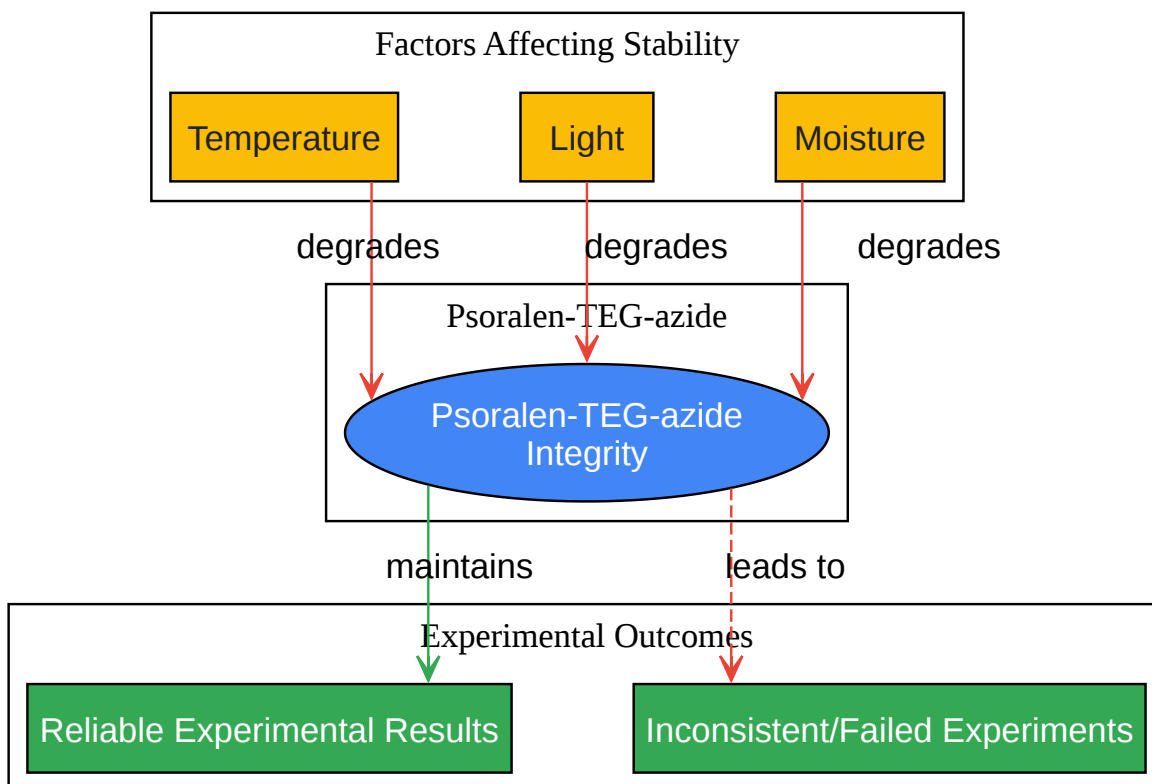 Factors Affecting Stability
Temperature
Light
Moisture
degrades
degrades
degrades
Psoralen-TEG-azide
Psoralen-TEG-azide
Integrity
maintains
leads to
Experimental Outcomes
Reliable Experimental Results
Inconsistent/Failed Experiments